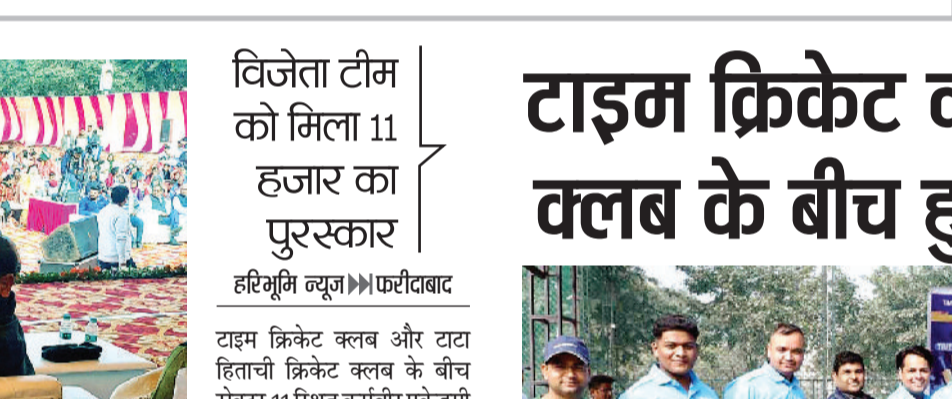 विजेता टीम
को मिला 11
हजार का
पुरस्कार
हरिभूमि न्यूज▶▶फरीदाबाद
टाइम क्रिकेट क्लब और टाटा
हिताची क्रिकेट क्लब के बीच
टाइम क्रिकेट
क्लब के बीच